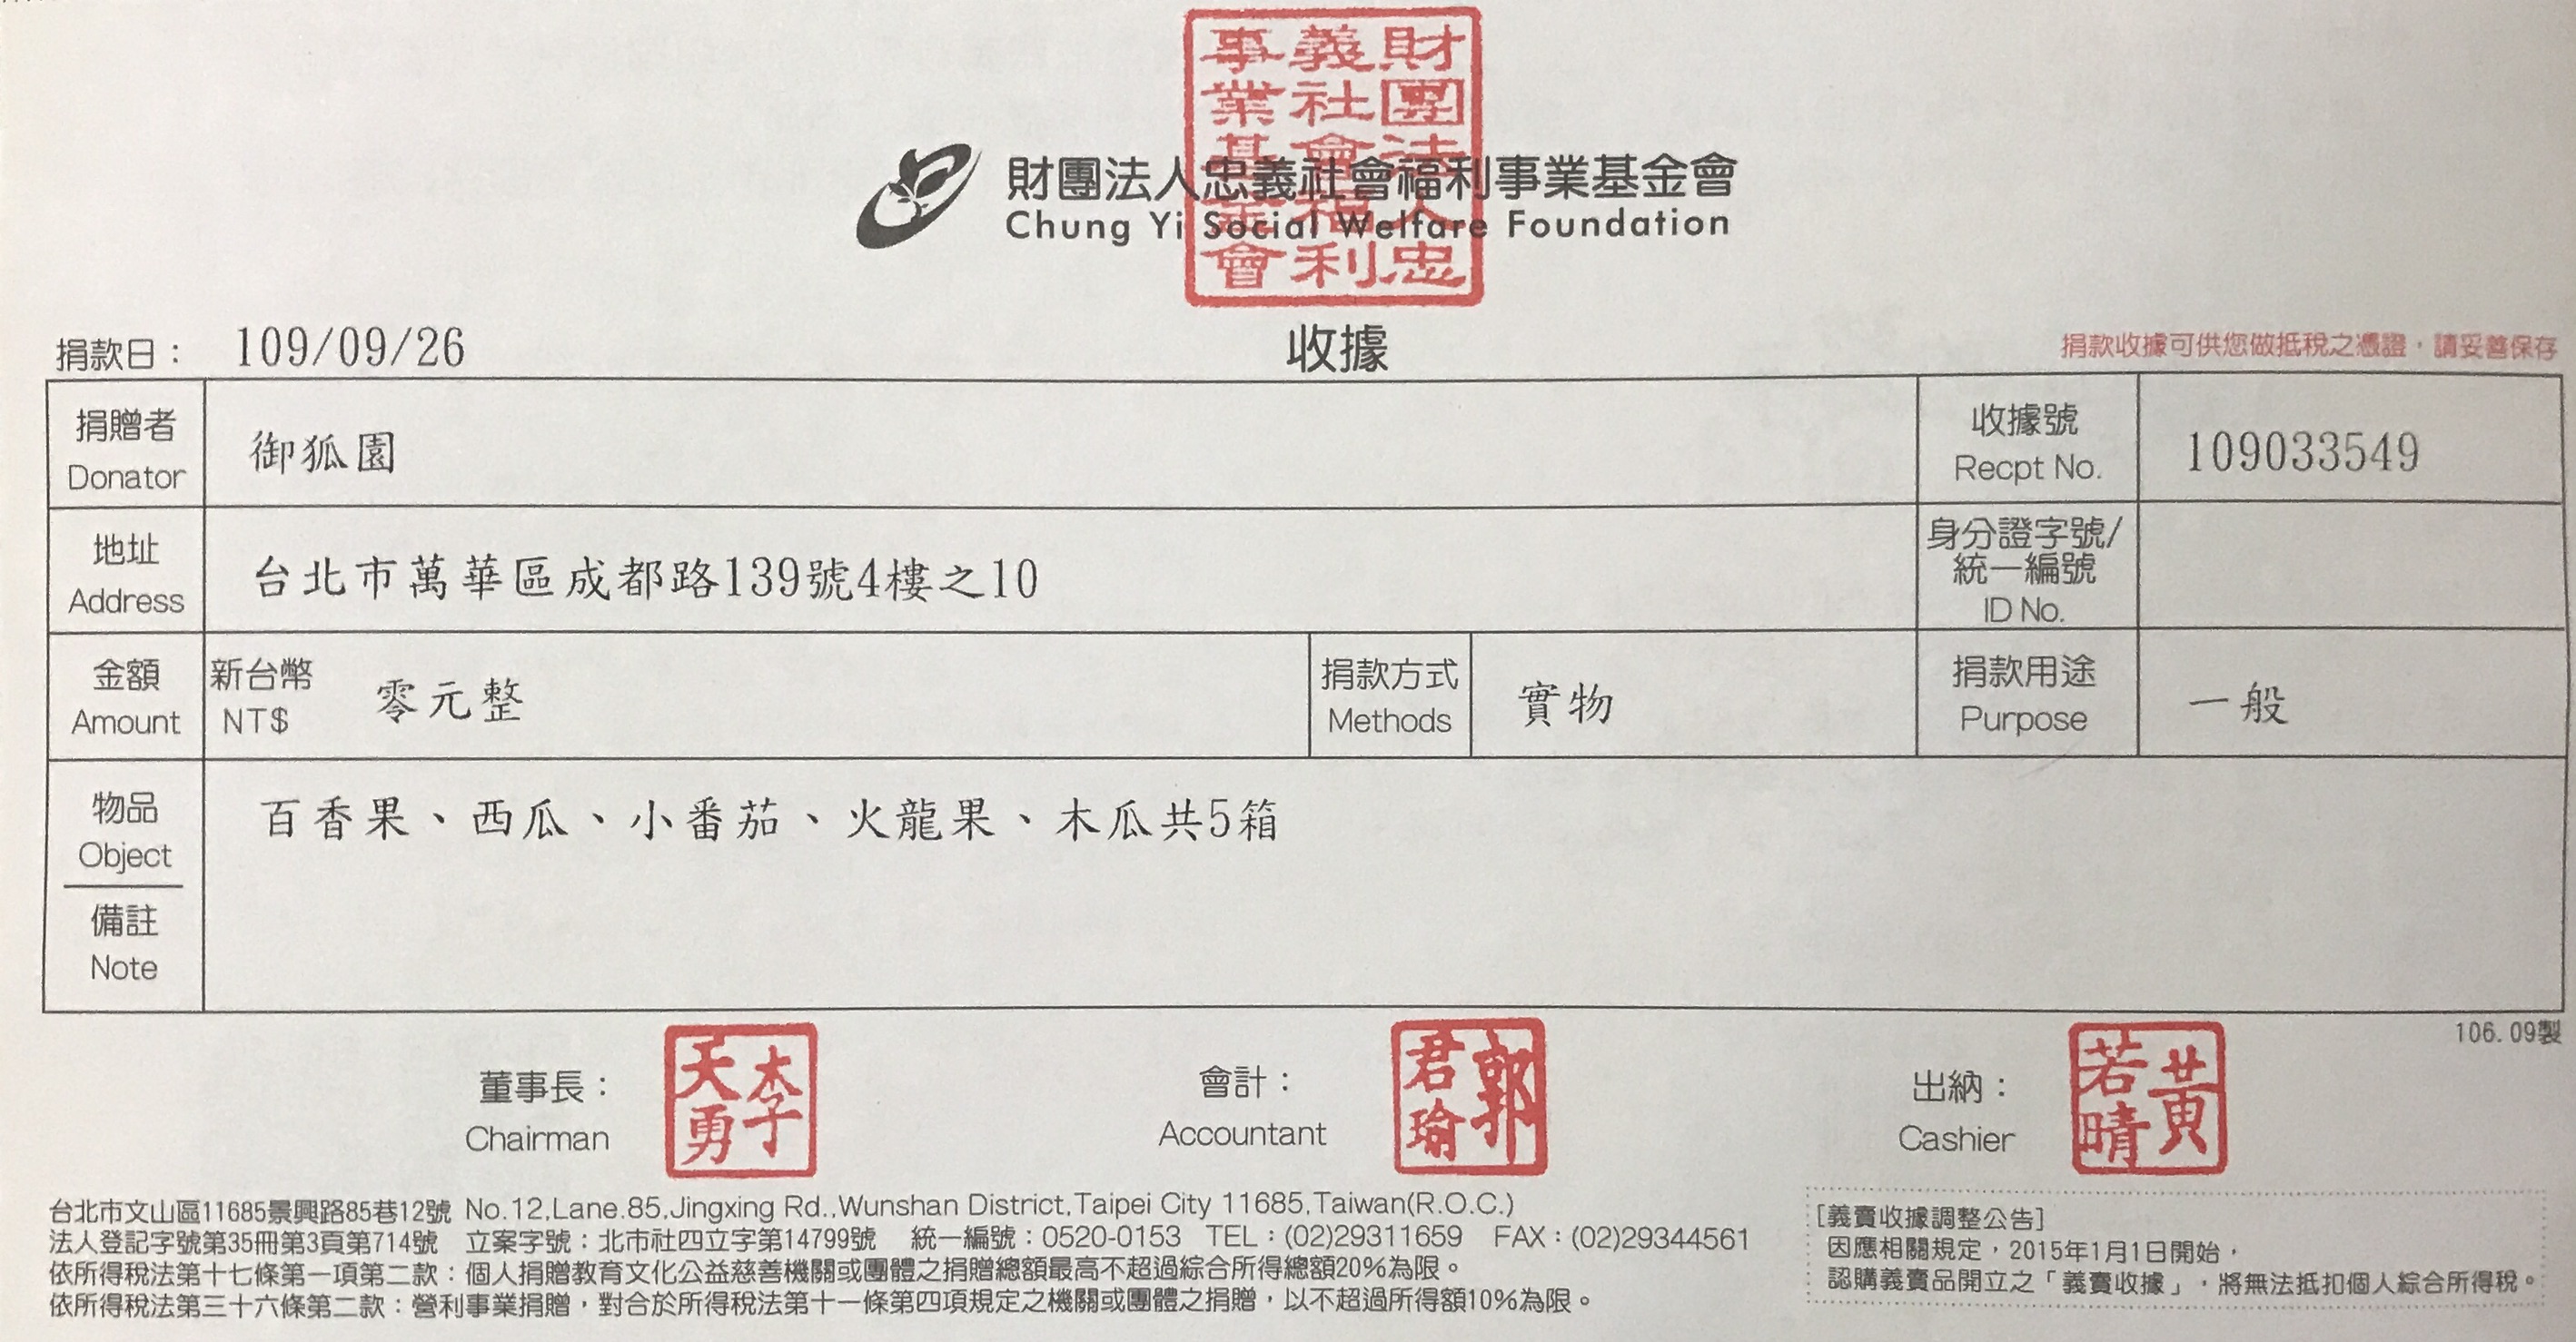 財團法人忠義社會福利事業基金會
Chung Yi Social Welfare Foundation
財團法人忠
義社會福利
事業基金會
捐款日： 109/09/26
收據
捐款收據可供您做抵稅之憑證，請妥善保存
捐贈者
Donator
御狐園
收據號
Recpt No.
109033549
地址
Address
台北市萬華區成都路139號4樓之10
身分證字號/
統一編號
ID No.
金額
Amount
新台幣
NT$
零元整
捐款方式
Methods
實物
捐款用途
Purpose
一般
物品
Object
百香果、西瓜、小番茄、火龍果、木瓜共5箱
備註
Note
106.09製
董事長：
Chairman
李天勇
會計：
Accountant
郭君瑜
出納：
Cashier
黃若晴
台北市文山區11685景興路85巷12號 No.12,Lane.85,Jingxing Rd.,Wunshan District,Taipei City 11685,Taiwan(R.O.C.)
法人登記字號第35冊第3頁第714號 立案字號：北市社四立字第14799號 統一編號：0520-0153 TEL：(02)29311659 FAX：(02)29344561
依所得稅法第十七條第一項第二款：個人捐贈教育文化公益慈善機關或團體之捐贈總額最高不超過綜合所得總額20%為限。
依所得稅法第三十六條第二款：營利事業捐贈，對合於所得稅法第十一條第四項規定之機關或團體之捐贈，以不超過所得額10%為限。
[義賣收據調整公告]
因應相關規定，2015年1月1日開始，
認購義賣品開立之「義賣收據」，將無法抵扣個人綜合所得稅。